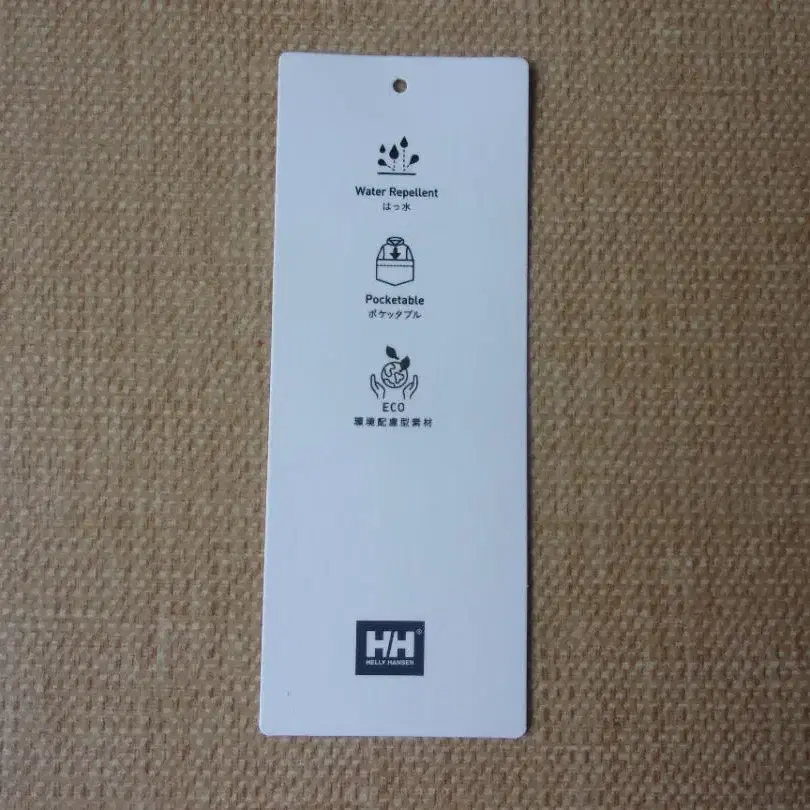 Water Repellent
はっ水
Pocketable
ポケッタブル
ECO
環境配慮型素材
HH®
HELLY HANSEN